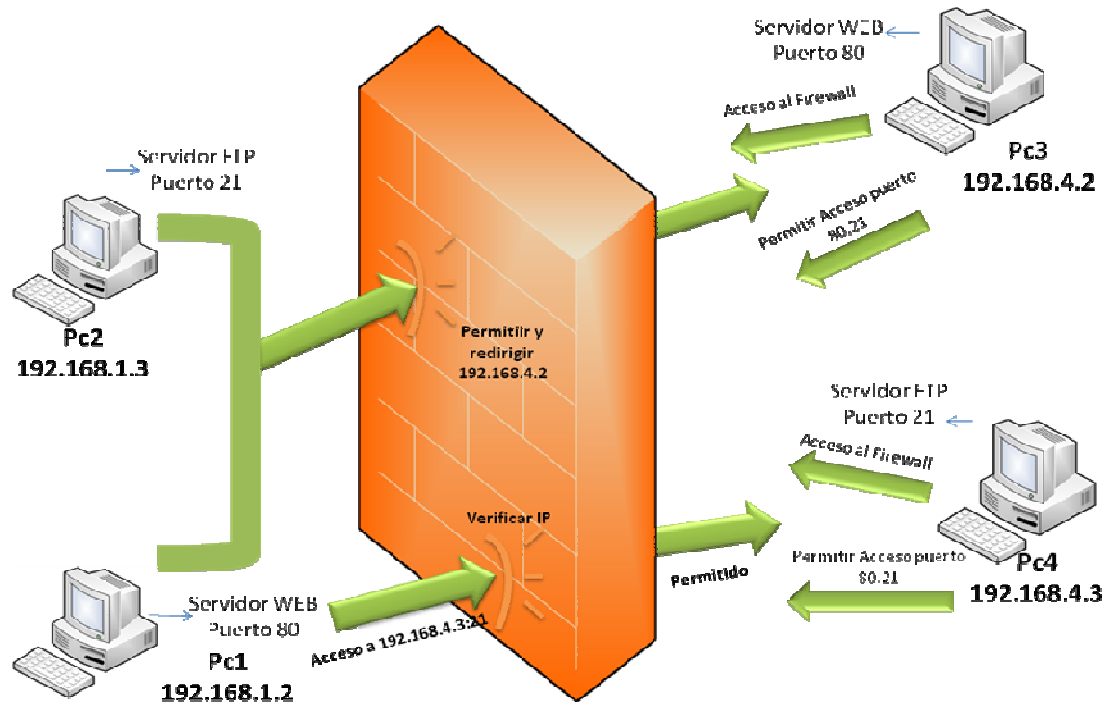 Servidor WEB
Puerto 80
Acceso al Firewall
Pc3
192.168.4.2
Permitir Acceso puerto
80.21
Servidor FTP
Puerto 21
Pc2
192.168.1.3
Permitiir y
redirigir
192.168.4.2
Servidor FTP
Puerto 21
Acceso al Firewall
Pc4
192.168.4.3
Permitir Acceso puerto
80.21
Verificar IP
Permitido
Servidor WEB
Puerto 80
Acceso a 192.168.4.3:21
Pc1
192.168.1.2